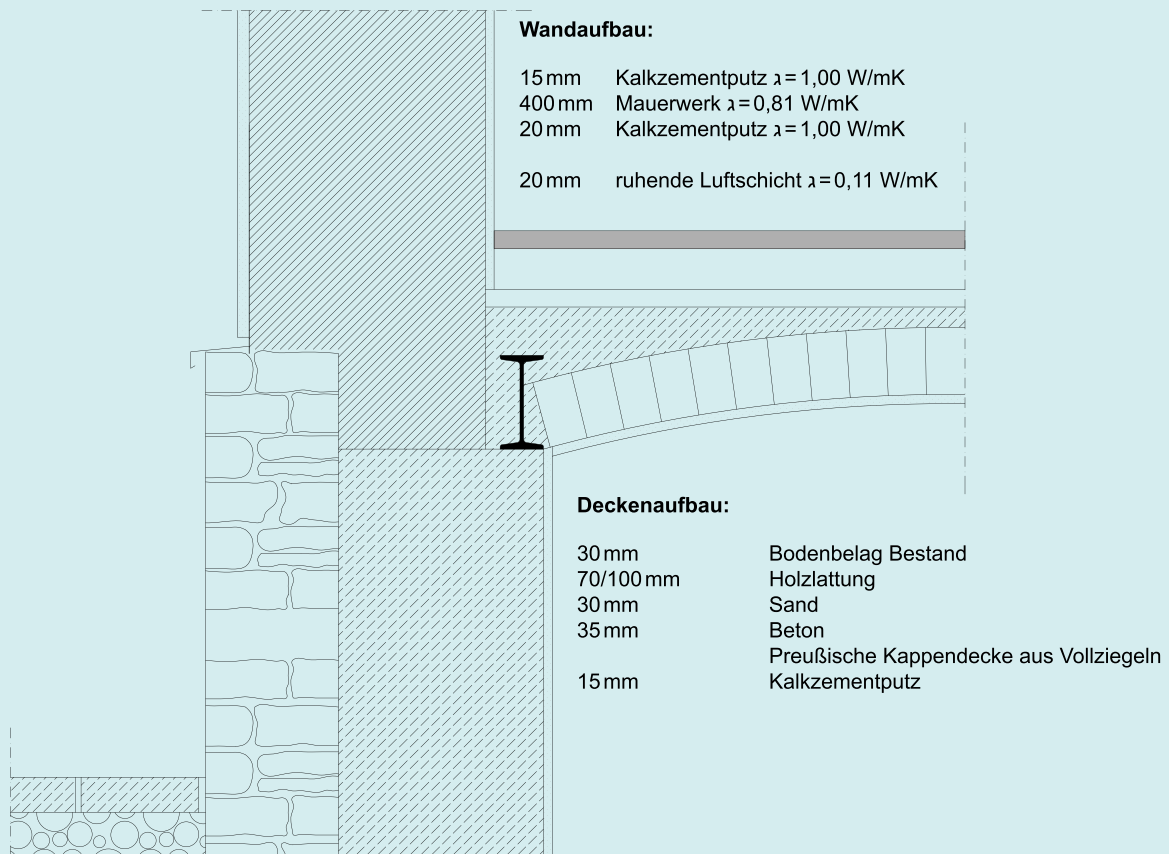 Wandaufbau:
15 mm Kalkzementputz λ = 1,00 W/mK
400 mm Mauerwerk λ = 0,81 W/mK
20 mm Kalkzementputz λ = 1,00 W/mK
20 mm ruhende Luftschicht λ = 0,11 W/mK
Deckenaufbau:
30 mm Bodenbelag Bestand
70/100 mm Holzlattung
30 mm Sand
35 mm Beton
Preußische Kappendecke aus Vollziegeln
15 mm Kalkzementputz